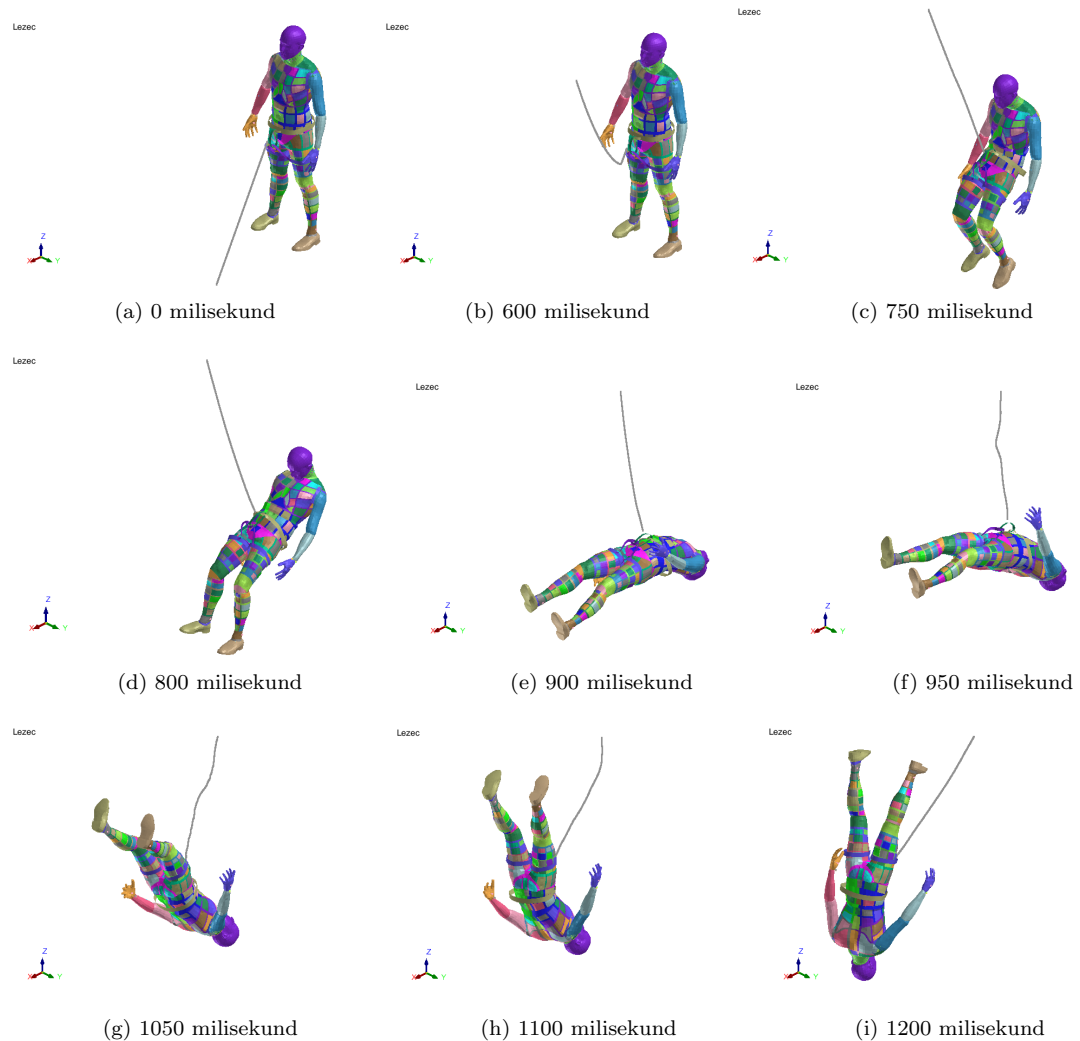 Lezec
Lezec
Lezec
Z
X Y
Z
X Y
Z
X Y
(a) 0 milisekund
(b) 600 milisekund
(c) 750 milisekund
Lezec
Lezec
Lezec
Z
X Y
Z
X Y
Z
X Y
(d) 800 milisekund
(e) 900 milisekund
(f) 950 milisekund
Lezec
Lezec
Lezec
Z
X Y
Z
X Y
Z
X Y
(g) 1050 milisekund
(h) 1100 milisekund
(i) 1200 milisekund